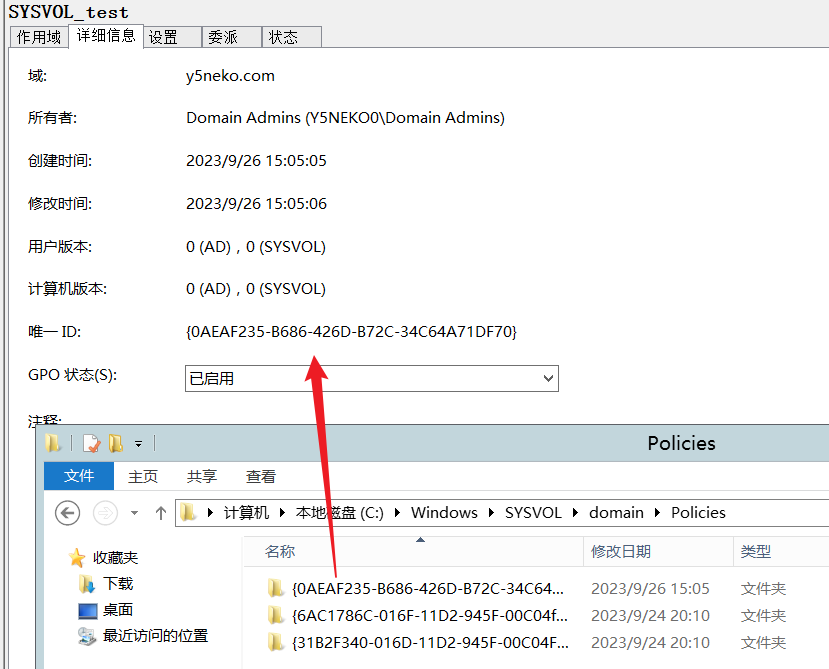 SYSVOL_test
作用域 详细信息 设置 委派 状态
域: y5neko.com
所有者: Domain Admins (Y5NEKO0\Domain Admins)
创建时间: 2023/9/26 15:05:05
修改时间: 2023/9/26 15:05:06
用户版本: 0 (AD)，0 (SYSVOL)
计算机版本: 0 (AD)，0 (SYSVOL)
唯一 ID: {0AEAF235-B686-426D-B72C-34C64A71DF70}
GPO 状态(S): 已启用
注释:
Policies
文件 主页 共享 查看
计算机 本地磁盘 (C:) Windows SYSVOL domain Policies
名称 修改日期 类型
收藏夹
下载
桌面
最近访问的位置
{0AEAF235-B686-426D-B72C-34C64... 2023/9/26 15:05 文件夹
{6AC1786C-016F-11D2-945F-00C04f... 2023/9/24 20:10 文件夹
{31B2F340-016D-11D2-945F-00C04F... 2023/9/24 20:10 文件夹